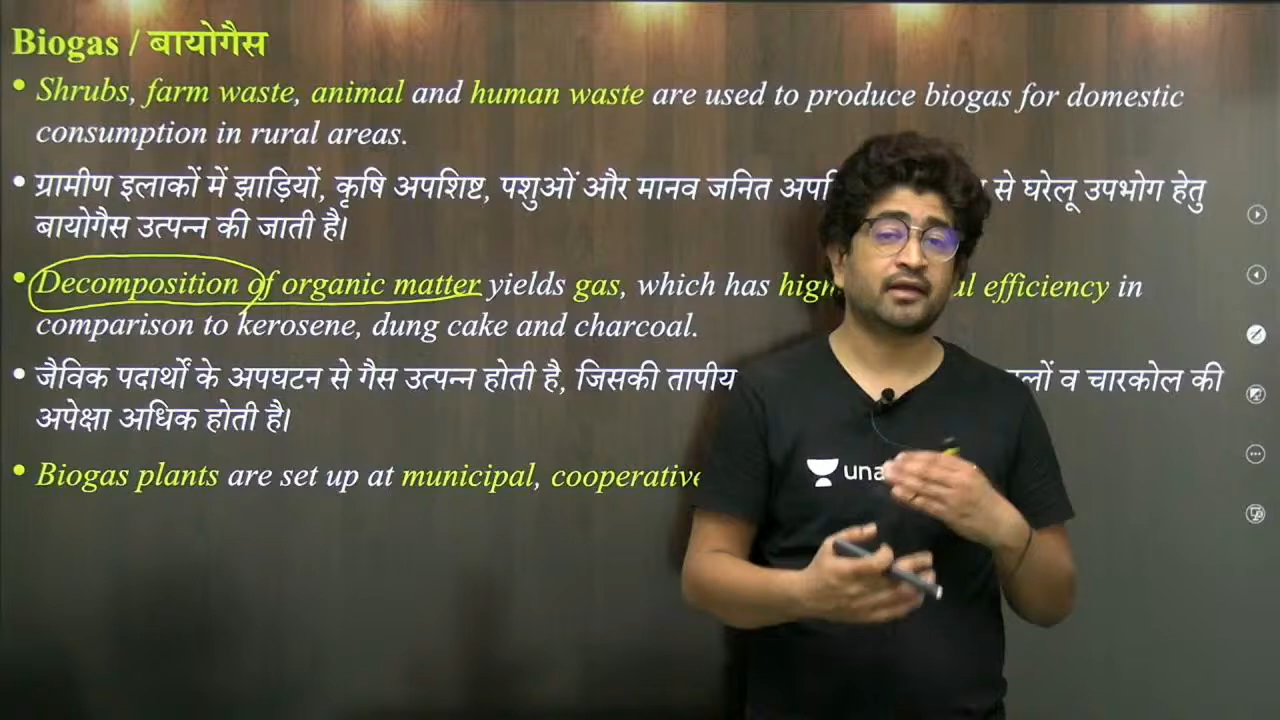 Biogas / बायोगैस
• Shrubs, farm waste, animal and human waste are used to produce biogas for domestic
consumption in rural areas.
• ग्रामीण इलाकों में झाड़ियों, कृषि अपशिष्ट, पशुओं और मानव जनित से घरेलू उपभोग हेतु
बायोगैस उत्पन्न की जाती है।
• Decomposition of organic matter yields gas, which has efficiency in
comparison to kerosene, dung cake and charcoal.
• जैविक पदार्थों के अपघटन से गैस उत्पन्न होती है, जिसकी तापीय व चारकोल की
अपेक्षा अधिक होती है।
• Biogas plants are set up at municipal, cooperative
una